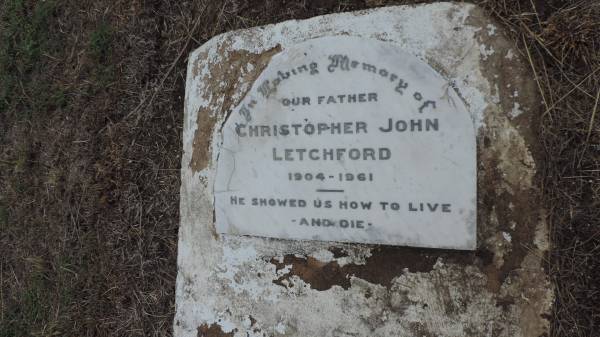 In Loving Memory of
OUR FATHER
CHRISTOPHER JOHN
LETCHFORD
1904-1961
HE SHOWED US HOW TO LIVE
-AND DIE-